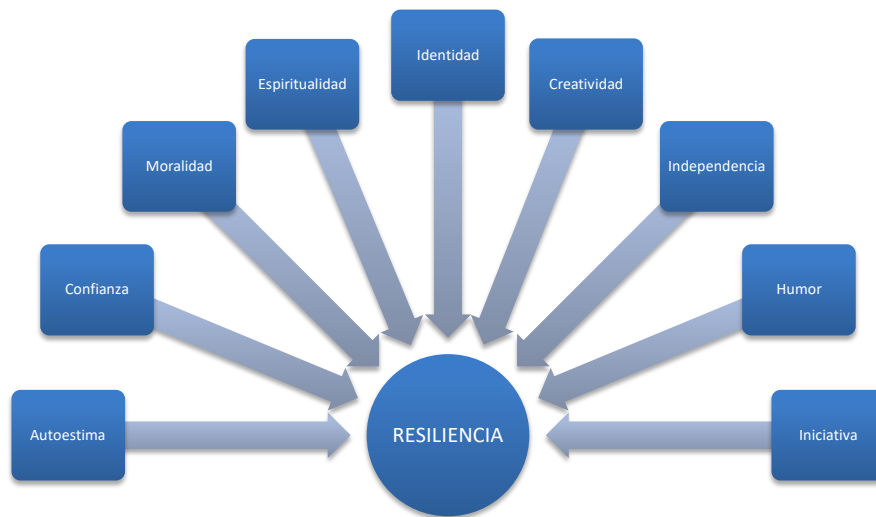 Identidad
Espiritualidad
Creatividad
Moralidad
Independencia
Confianza
Humor
Autoestima
RESILIENCIA
Iniciativa